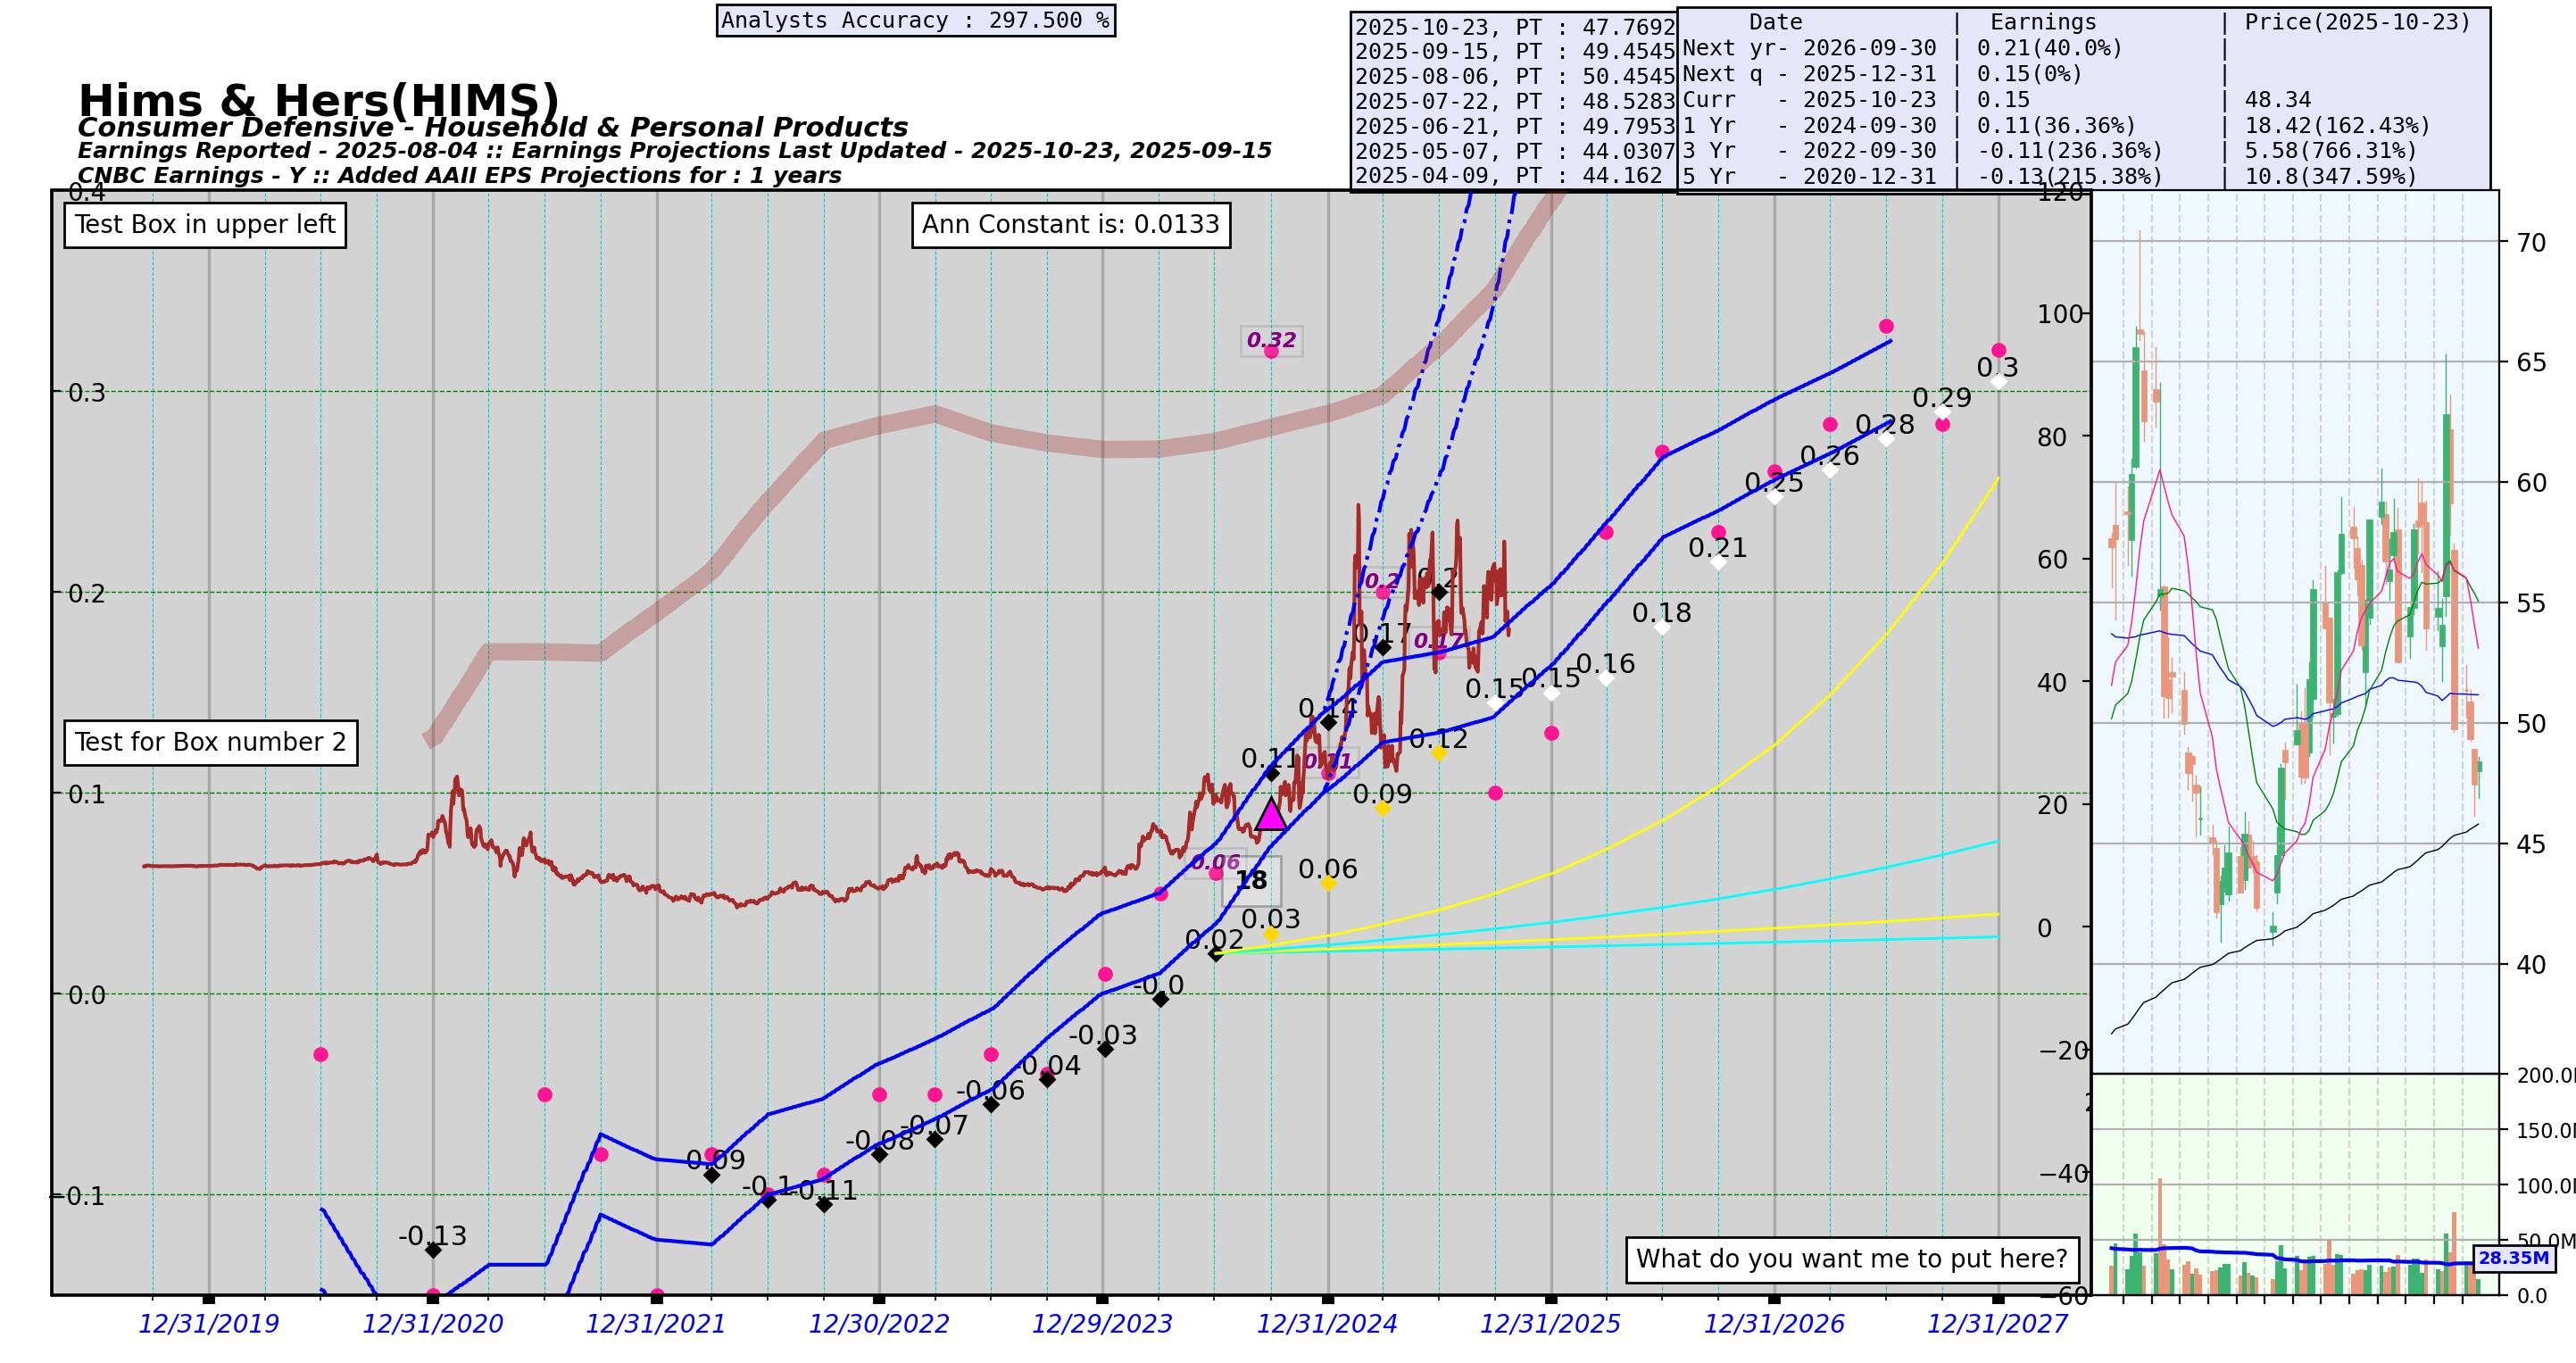 Analysts Accuracy : 297.500 %
2025-10-23, PT : 47.7692
2025-09-15, PT : 49.4545
2025-08-06, PT : 50.4545
2025-07-22, PT : 48.5283
2025-06-21, PT : 49.7953
2025-05-07, PT : 44.0307
2025-04-09, PT : 44.162
Date | Earnings | Price(2025-10-23)
Next yr- 2026-09-30 | 0.21(40.0%) |
Next q - 2025-12-31 | 0.15(0%) |
Curr - 2025-10-23 | 0.15 | 48.34
1 Yr - 2024-09-30 | 0.11(36.36%) | 18.42(162.43%)
3 Yr - 2022-09-30 | -0.11(236.36%) | 5.58(766.31%)
5 Yr - 2020-12-31 | -0.13(215.38%) | 10.8(347.59%)
Hims & Hers(HIMS)
Consumer Defensive - Household & Personal Products
Earnings Reported - 2025-08-04 :: Earnings Projections Last Updated - 2025-10-23, 2025-09-15
CNBC Earnings - Y :: Added AAII EPS Projections for : 1 years
Test Box in upper left
Ann Constant is: 0.0133
Test for Box number 2
What do you want me to put here?
0.4
0.3
0.2
0.1
0.0
−0.1
-0.13
0.09
-0.1
-0.11
-0.08
-0.07
-0.06
-0.03
-0.0
0.02
0.03
0.06
0.09
0.12
0.11
0.14
0.17
0.2
0.15
0.15
0.16
0.18
0.21
0.25
0.26
0.28
0.29
0.3
0.32
0.06
0.2
0.17
18
120
100
80
60
40
20
0
−20
−40
−60
70
65
60
55
50
45
40
150.0
100.0
0.0
28.35M
12/31/2019
12/31/2020
12/31/2021
12/30/2022
12/29/2023
12/31/2024
12/31/2025
12/31/2026
12/31/2027